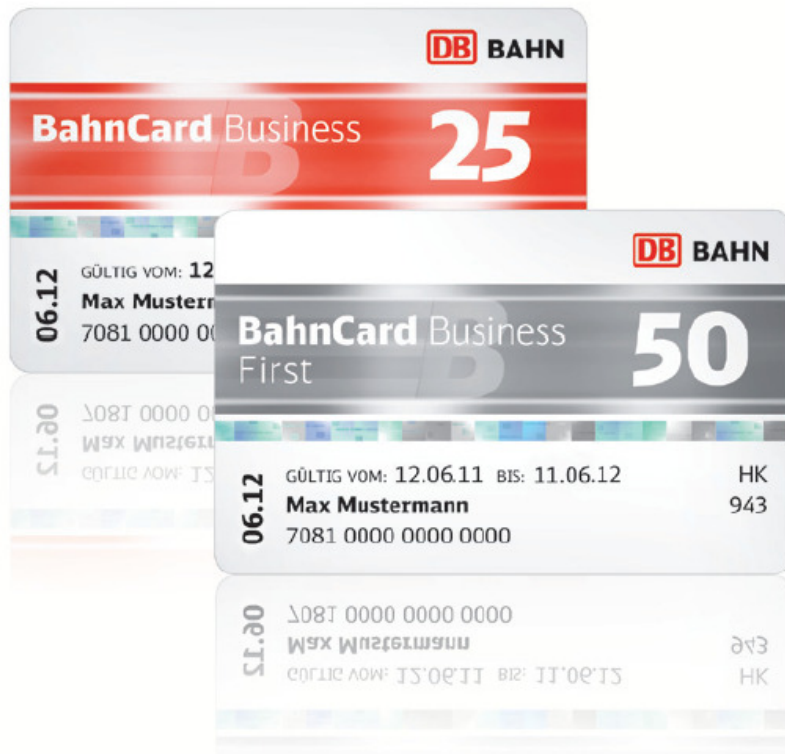 DB BAHN
BahnCard Business 25
GÜLTIG VOM: 12
06.12
Max Musterm
7081 0000 00
DB BAHN
BahnCard Business 50
First
GÜLTIG VOM: 12.06.11 BIS: 11.06.12 HK
06.12
Max Mustermann 943
7081 0000 0000 0000